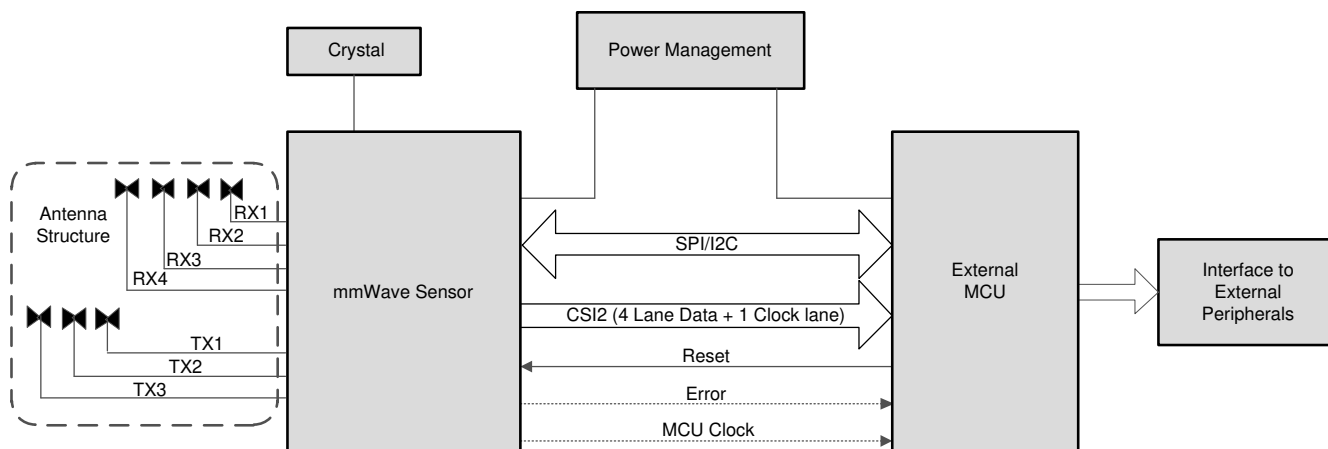 Crystal
Power Management
Antenna
Structure
RX1
RX2
RX3
RX4
TX1
TX2
TX3
mmWave Sensor
SPI/I2C
CSI2 (4 Lane Data + 1 Clock lane)
Reset
Error
MCU Clock
External
MCU
Interface to
External
Peripherals